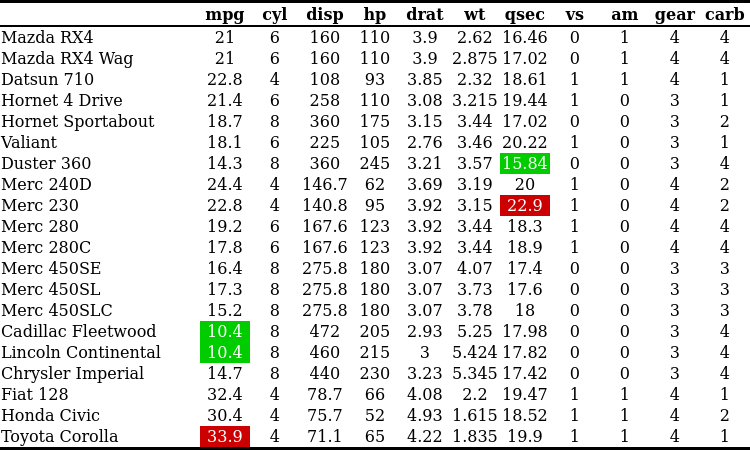 mpg cyl disp hp drat wt qsec vs am gear carb
Mazda RX4 21 6 160 110 3.9 2.62 16.46 0 1 4 4
Mazda RX4 Wag 21 6 160 110 3.9 2.875 17.02 0 1 4 4
Datsun 710 22.8 4 108 93 3.85 2.32 18.61 1 1 4 1
Hornet 4 Drive 21.4 6 258 110 3.08 3.215 19.44 1 0 3 1
Hornet Sportabout 18.7 8 360 175 3.15 3.44 17.02 0 0 3 2
Valiant 18.1 6 225 105 2.76 3.46 20.22 1 0 3 1
Duster 360 14.3 8 360 245 3.21 3.57 15.84 0 0 3 4
Merc 240D 24.4 4 146.7 62 3.69 3.19 20 1 0 4 2
Merc 230 22.8 4 140.8 95 3.92 3.15 22.9 1 0 4 2
Merc 280 19.2 6 167.6 123 3.92 3.44 18.3 1 0 4 4
Merc 280C 17.8 6 167.6 123 3.92 3.44 18.9 1 0 4 4
Merc 450SE 16.4 8 275.8 180 3.07 4.07 17.4 0 0 3 3
Merc 450SL 17.3 8 275.8 180 3.07 3.73 17.6 0 0 3 3
Merc 450SLC 15.2 8 275.8 180 3.07 3.78 18 0 0 3 3
Cadillac Fleetwood 10.4 8 472 205 2.93 5.25 17.98 0 0 3 4
Lincoln Continental 10.4 8 460 215 3 5.424 17.82 0 0 3 4
Chrysler Imperial 14.7 8 440 230 3.23 5.345 17.42 0 0 3 4
Fiat 128 32.4 4 78.7 66 4.08 2.2 19.47 1 1 4 1
Honda Civic 30.4 4 75.7 52 4.93 1.615 18.52 1 1 4 2
Toyota Corolla 33.9 4 71.1 65 4.22 1.835 19.9 1 1 4 1